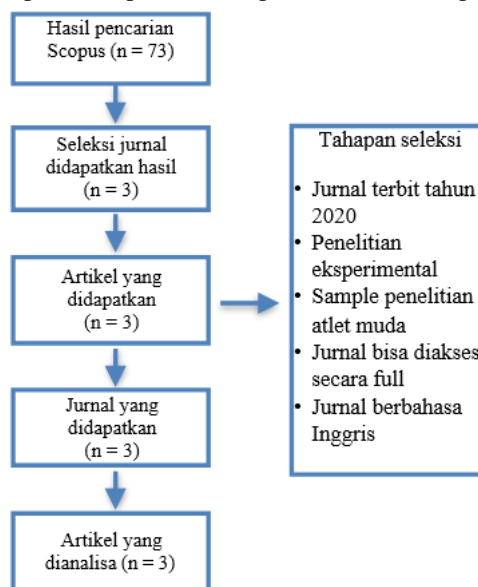 Hasil pencarian
Scopus (n = 73)
Seleksi jurnal
didapatkan hasil
(n = 3)
Artikel yang
didapatkan
(n = 3)
Jurnal yang
didapatkan
(n = 3)
Artikel yang
dianalisa (n = 3)
Tahapan seleksi
• Jurnal terbit tahun
2020
• Penelitian
eksperimental
• Sample penelitian
atlet muda
• Jurnal bisa diakses
secara full
• Jurnal berbahasa
Inggris